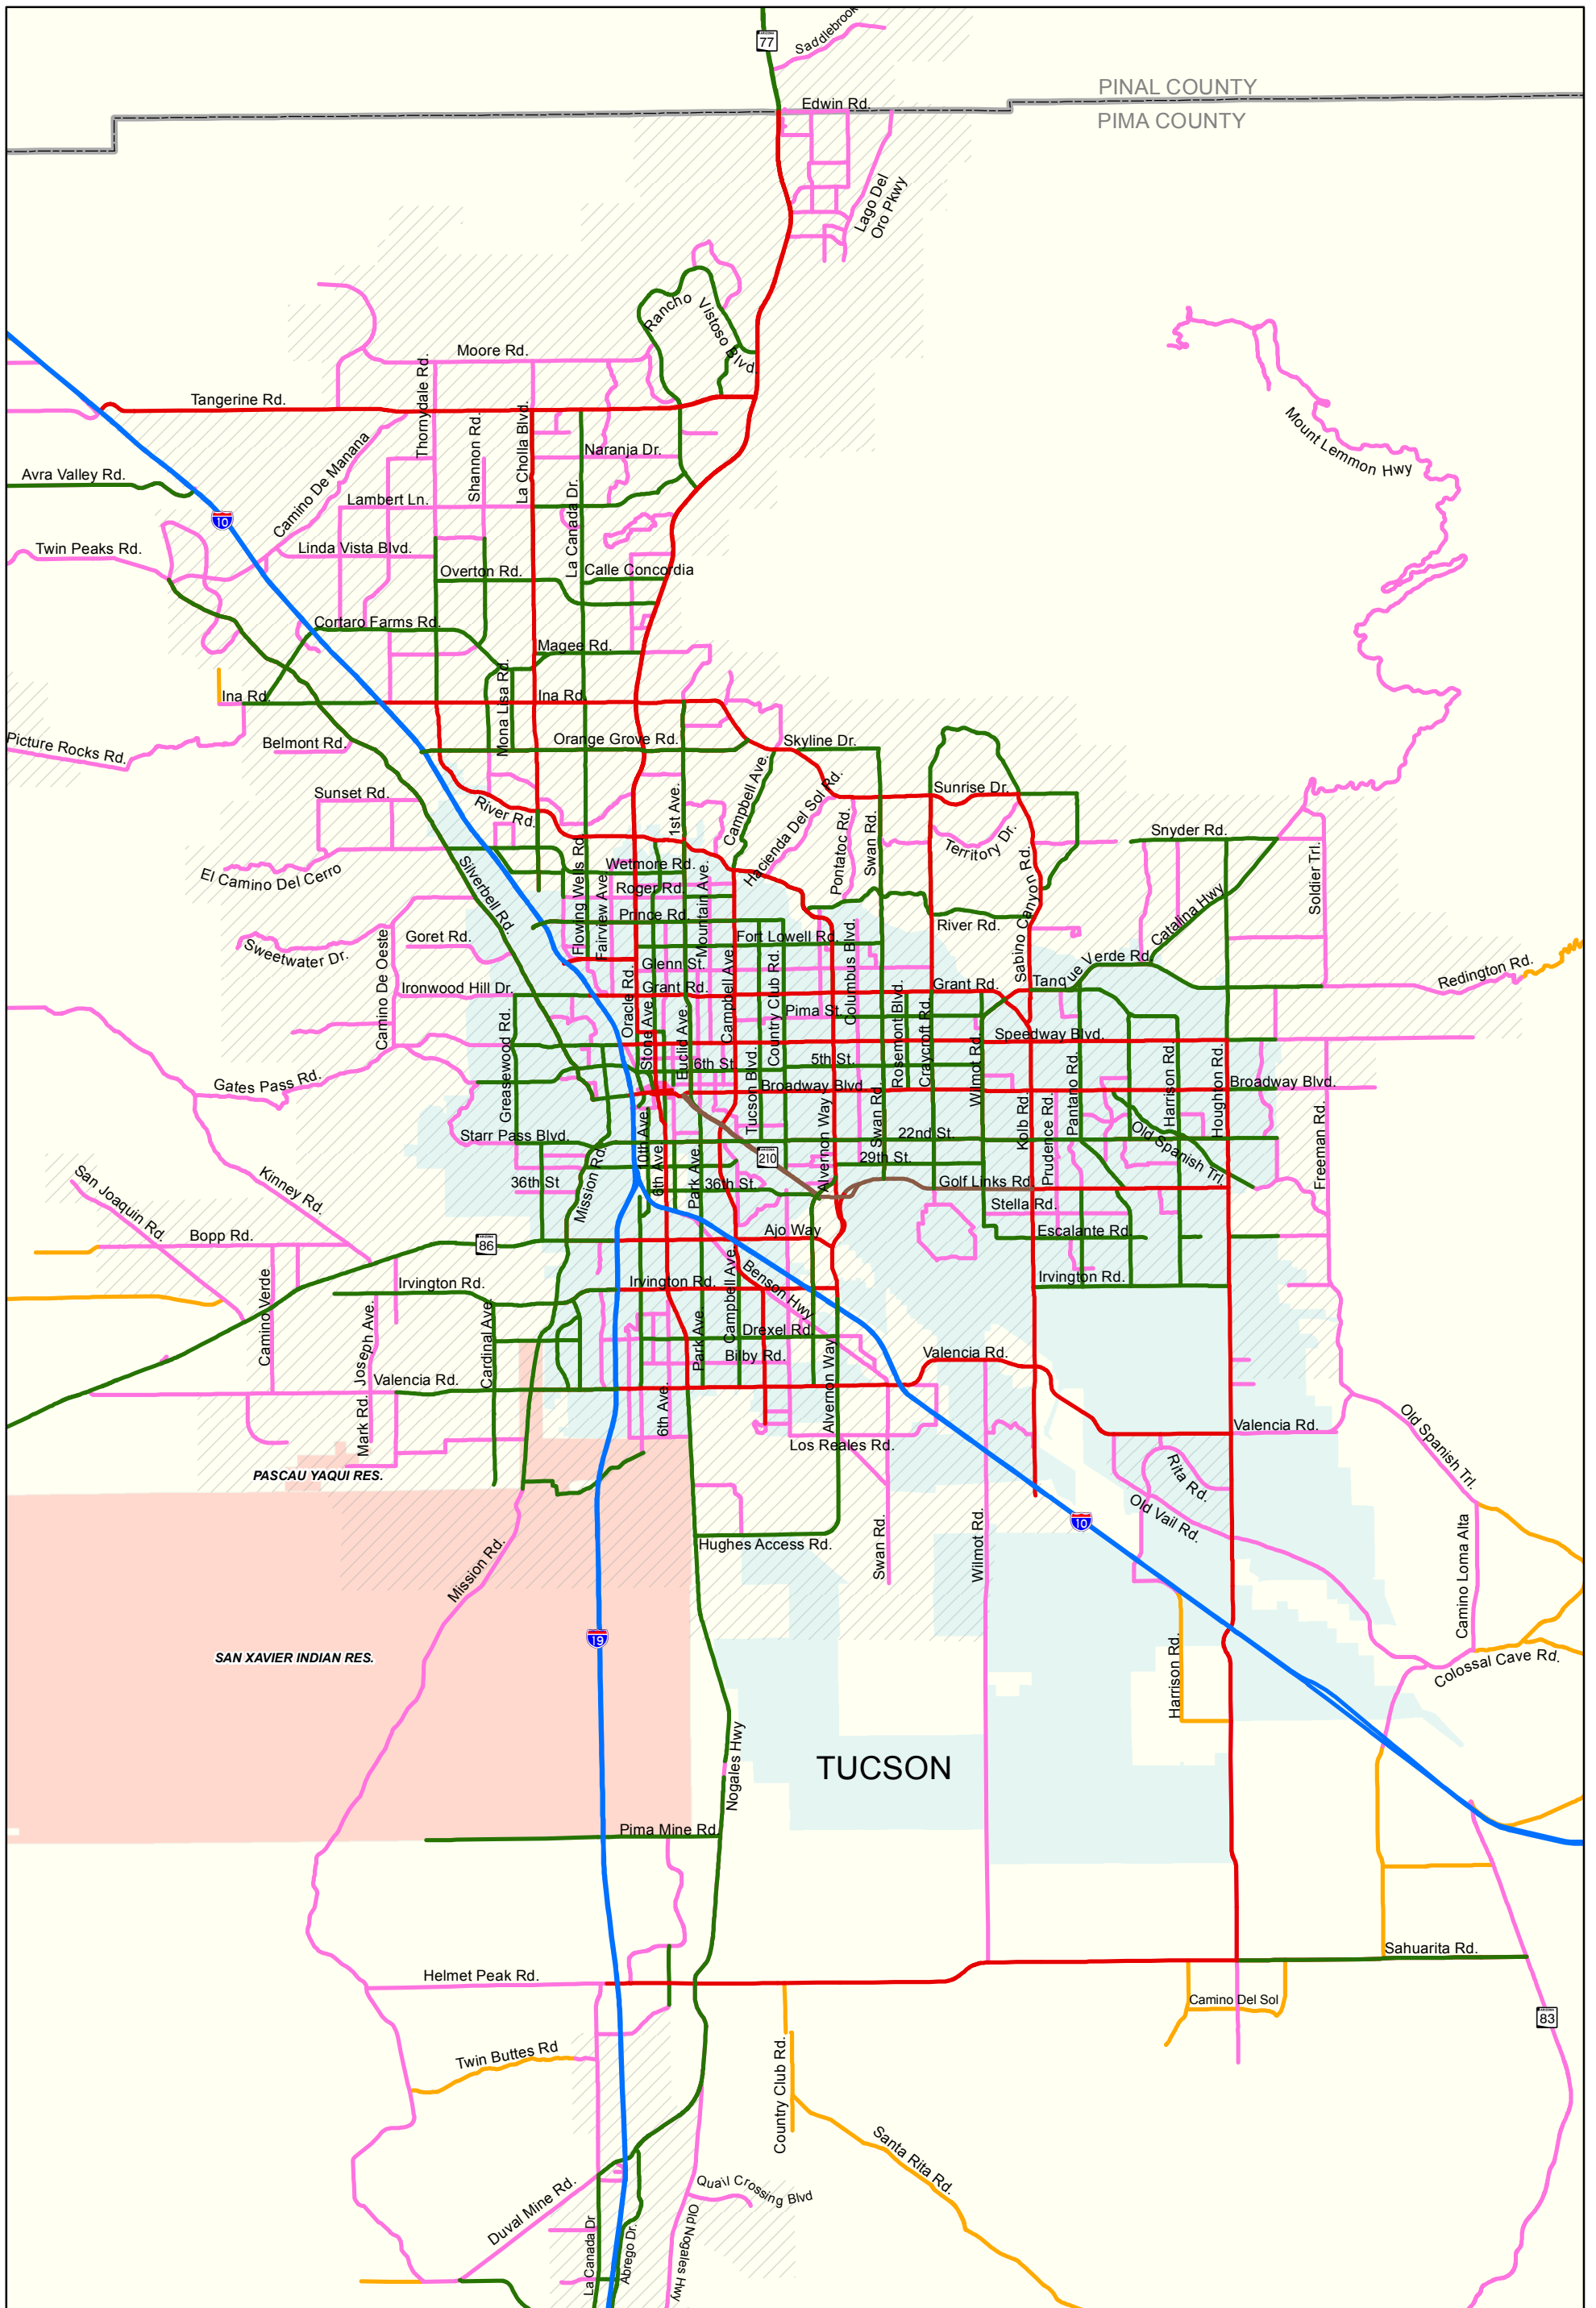 Saddlebrook
77
PINAL COUNTY
Edwin Rd.
PIMA COUNTY
Lago Del
Oro Pkwy
Rancho
Vistoso Blvd.
Moore Rd.
Thornydale Rd.
Tangerine Rd.
Shannon Rd.
La Cholla Blvd.
Camino De Manana
Naranja Dr.
Mount Lemmon Hwy
Avra Valley Rd.
Lambert Ln.
La Canada Dr.
10
Twin Peaks Rd.
Linda Vista Blvd.
Overton Rd.
Calle Concordia
Cortaro Farms Rd.
Magee Rd.
Mona Lisa Rd.
Ina Rd.
Ina Rd.
Picture Rocks Rd.
Belmont Rd.
Orange Grove Rd.
Skyline Dr.
Sunset Rd.
River Rd.
1st Ave.
Campbell Ave.
Hacienda Del Sol Rd.
Sunrise Dr.
Pontatoc Rd.
Swan Rd.
Territory Dr.
Snyder Rd.
El Camino Del Cerro
Silverbell Rd.
Flowing Wells Rd.
Fairview Ave.
Wetmore Rd.
Roger Rd.
Mountain Ave.
Prince Rd.
Sabino Canyon Rd.
Catalina Hwy
Soldier Trl.
River Rd.
Sweetwater Dr.
Goret Rd.
Camino De Oeste
Fort Lowell Rd.
Columbus Blvd.
Glenn St.
Tanque Verde Rd.
Redington Rd.
Ironwood Hill Dr.
Grant Rd.
Grant Rd.
Oracle Rd.
Stone Ave.
Euclid Ave.
Campbell Ave.
Country Club Rd.
Pima St.
Rosemont Blvd.
Craycroft Rd.
Greasewood Rd.
Speedway Blvd.
Wilmot Rd.
6th St.
5th St.
Gates Pass Rd.
Tucson Blvd.
Broadway Blvd.
Broadway Blvd.
Kolb Rd.
Prudence Rd.
Pantano Rd.
Harrison Rd.
Houghton Rd.
Freeman Rd.
Swan Rd.
Alvernon Way
22nd St.
Old Spanish Trl.
Starr Pass Blvd.
10th Ave.
6th Ave.
Park Ave.
210
29th St.
Mission Rd.
36th St
36th St.
Golf Links Rd.
San Joaquin Rd.
Kinney Rd.
Stella Rd.
Bopp Rd.
86
Ajo Way
Escalante Rd.
Camino Verde
Irvington Rd.
Irvington Rd.
Campbell Ave.
Benson Hwy
Irvington Rd.
Joseph Ave.
Cardinal Ave.
Park Ave.
Drexel Rd.
Bilby Rd.
Alvernon Way
Valencia Rd.
Valencia Rd.
Mark Rd.
6th Ave.
Los Reales Rd.
Valencia Rd.
Old Spanish Trl.
PASCAU YAQUI RES.
Rita Rd.
Old Vail Rd.
10
Camino Loma Alta
Swan Rd.
Wilmot Rd.
Hughes Access Rd.
Mission Rd.
19
SAN XAVIER INDIAN RES.
Harrison Rd.
Colossal Cave Rd.
Nogales Hwy
TUCSON
Pima Mine Rd.
Sahuarita Rd.
Helmet Peak Rd.
Camino Del Sol
83
Twin Buttes Rd
Country Club Rd.
Santa Rita Rd.
Duval Mine Rd.
Quail Crossing Blvd
La Canada Dr
Abrego Dr.
Old Nogales Hwy